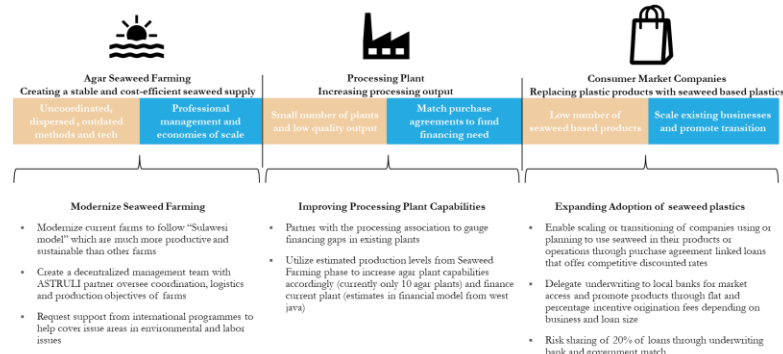 Agar Seaweed Farming
Creating a stable and cost-efficient seaweed supply
Processing Plant
Increasing processing output
Consumer Market Companies
Replacing plastic products with seaweed based plastics
Uncoordinated,
dispersed , outdated
methods and tech
Professional
management and
economies of scale
Small number of plants
and low quality output
Match purchase
agreements to fund
financing need
Low number of
seaweed based products
Scale existing businesses
and promote transition
Modernize Seaweed Farming
• Modernize current farms to follow “Sulawesi
model” which are much more productive and
sustainable than other farms
• Create a decentralized management team with
ASTRULI partner oversee coordination, logistics
and production objectives of farms
• Request support from international programmes to
help cover issue areas in environmental and labor
issues
Improving Processing Plant Capabilities
• Partner with the processing association to gauge
financing gaps in existing plants
• Utilize estimated production levels from Seaweed
Farming phase to increase agar plant capabilities
accordingly (currently only 10 agar plants) and finance
current plant (estimates in financial model from west
java)
Expanding Adoption of seaweed plastics
• Enable scaling or transitioning of companies using or
planning to use seaweed in their products or
operations through purchase agreement linked loans
that offer competitive discounted rates
• Delegate underwriting to local banks for market
access and promote products through flat and
percentage incentive origination fees depending on
business and loan size
• Risk sharing of 20% of loans through underwriting
bank and government match